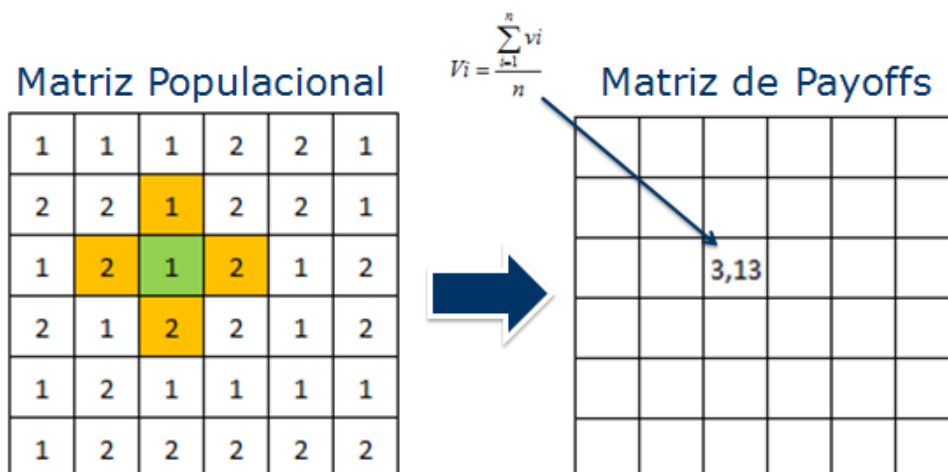 Matriz Populacional
Vi = \frac{\sum_{i=1}^{n} vi}{n}
Matriz de Payoffs
1 1 1 2 2 1
2 2 1 2 2 1
1 2 1 2 1 2
2 1 2 2 1 2
1 2 1 1 1 1
1 2 2 2 2 2
3,13